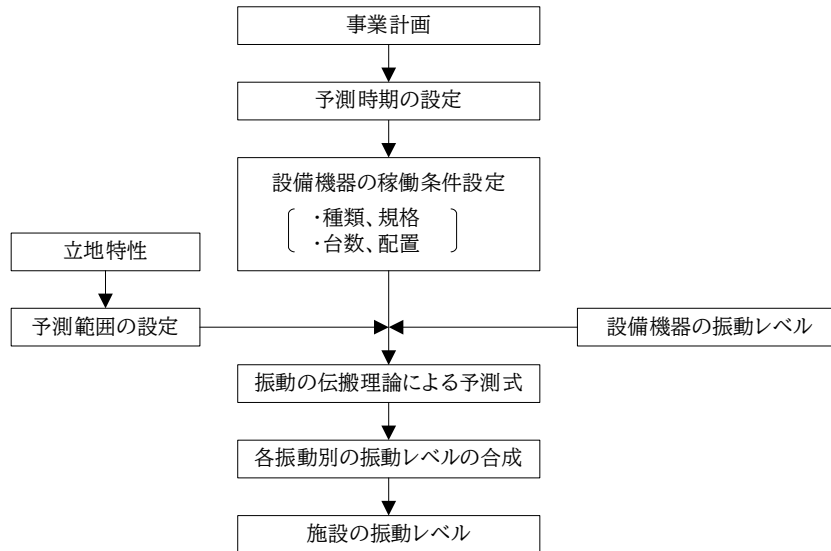 事業計画
予測時期の設定
設備機器の稼働条件設定
・種類、規格
・台数、配置
立地特性
予測範囲の設定
設備機器の振動レベル
振動の伝搬理論による予測式
各振動別の振動レベルの合成
施設の振動レベル